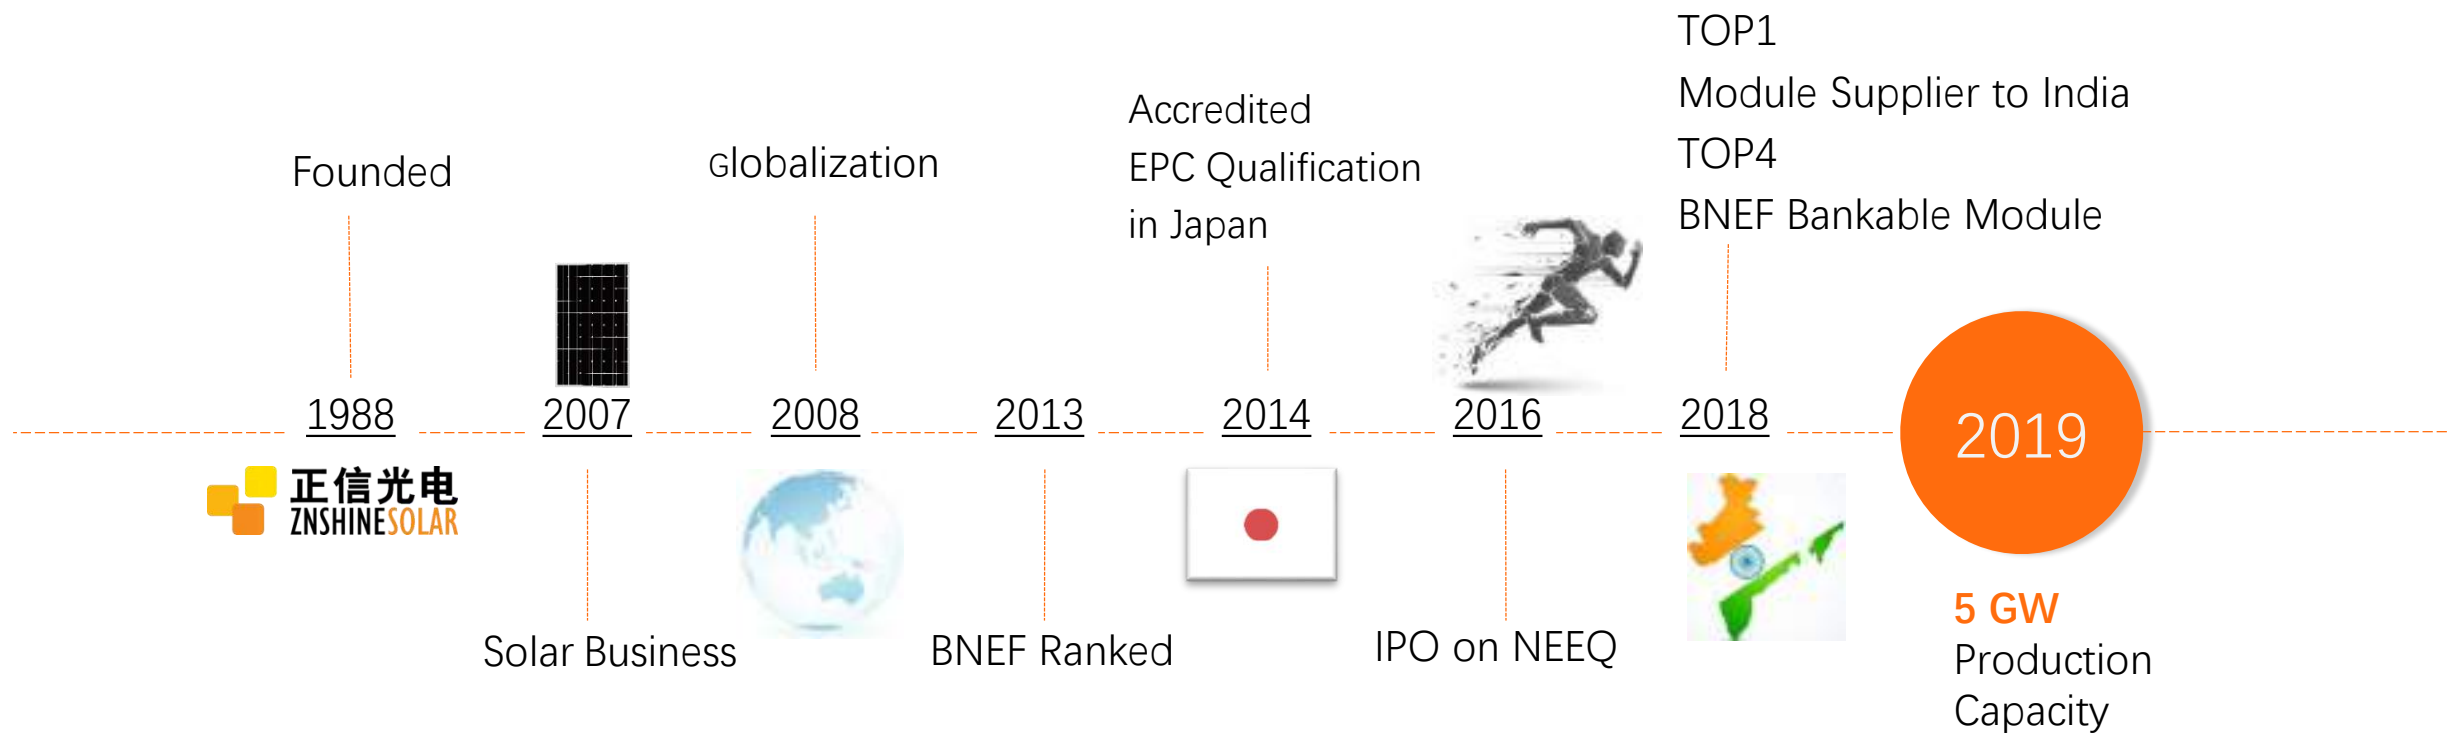 TOP1
Module Supplier to India
TOP4
BNEF Bankable Module
Accredited
EPC Qualification
in Japan
Globalization
Founded
1988
2007
2008
2013
2014
2016
2018
2019
正信光电
ZNSHINESOLAR
Solar Business
BNEF Ranked
IPO on NEEQ
5 GW
Production
Capacity